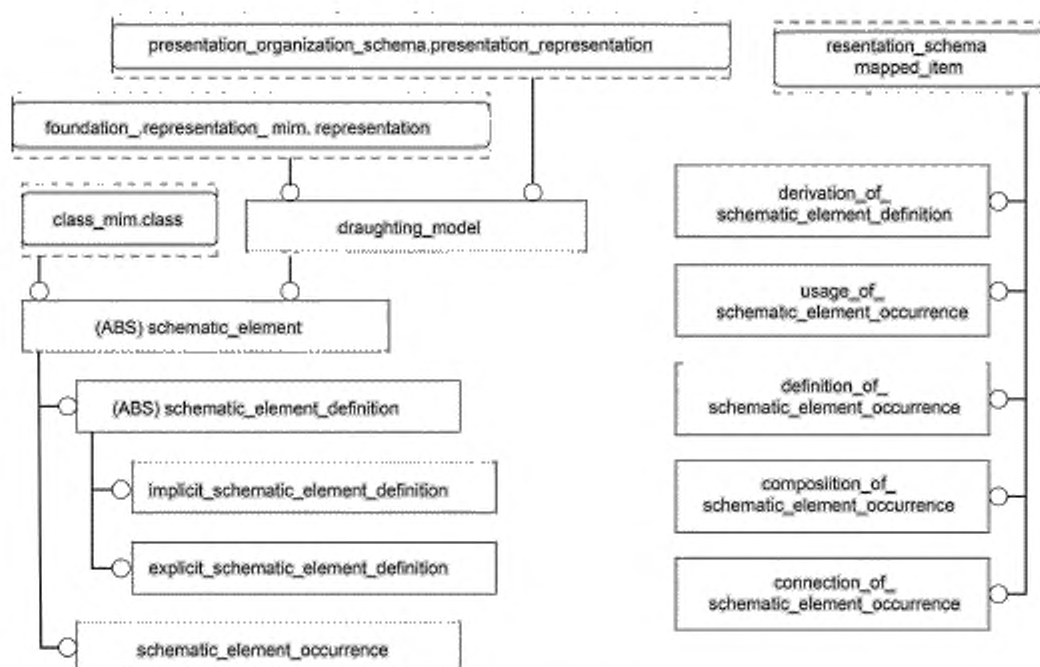 presentation_organization_schema.presentation_representation
resentation_schema
mapped_item
foundation_.representation_ mim. representation
class_mim.class
draughting_model
(ABS) schematic_element
(ABS) schematic_element_definition
implicit_schematic_element_definition
explicit_schematic_element_definition
schematic_element_occurrence
derivation_of_
schematic_element_definition
usage_of_
schematic_element_occurrence
definition_of_
schematic_element_occurrence
composiition_of_
schematic_element_occurrence
connection_of_
schematic_element_occurrence